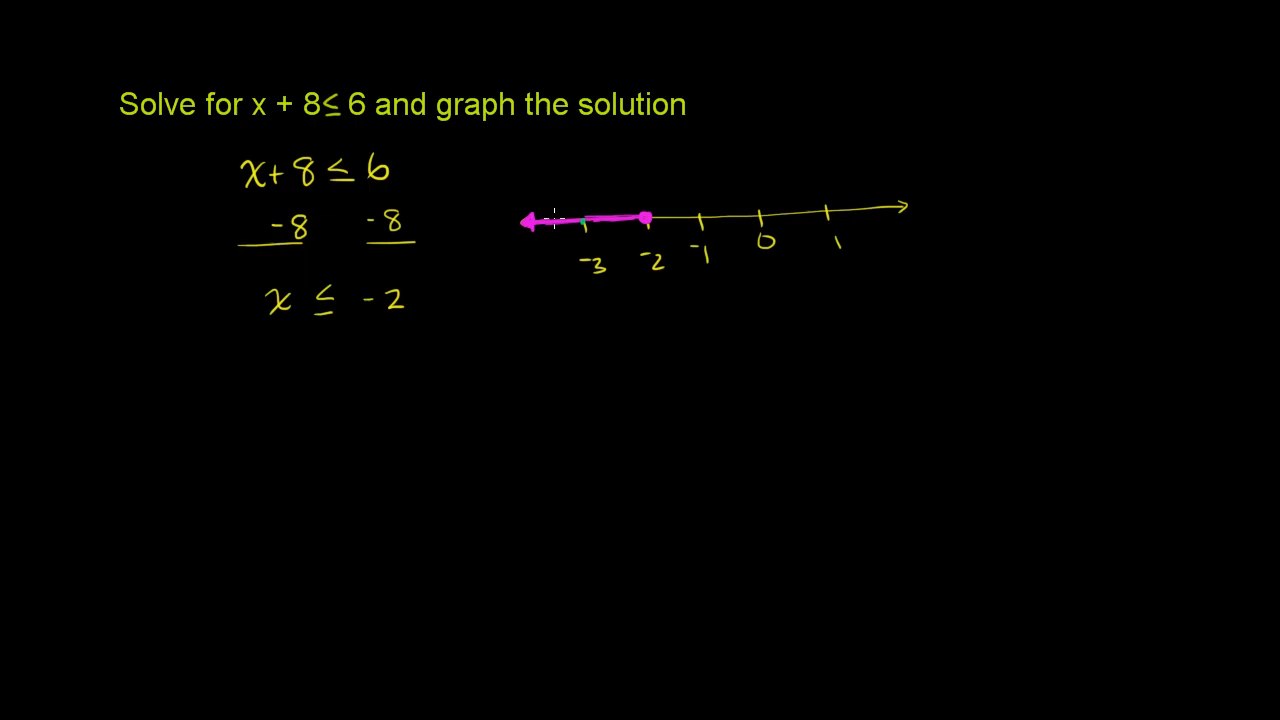 Solve for x + 8 ≤ 6 and graph the solution
x + 8 ≤ 6
-8 -8
x ≤ -2
-3 -2 -1 0 1